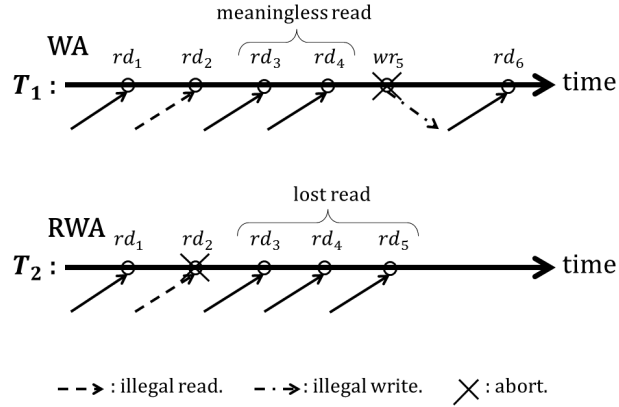 meaningless read
WA
rd₁ rd₂ rd₃ rd₄ wr₅ rd₆
T₁ : time
lost read
RWA
rd₁ rd₂ rd₃ rd₄ rd₅
T₂ : time
: illegal read. : illegal write. : abort.